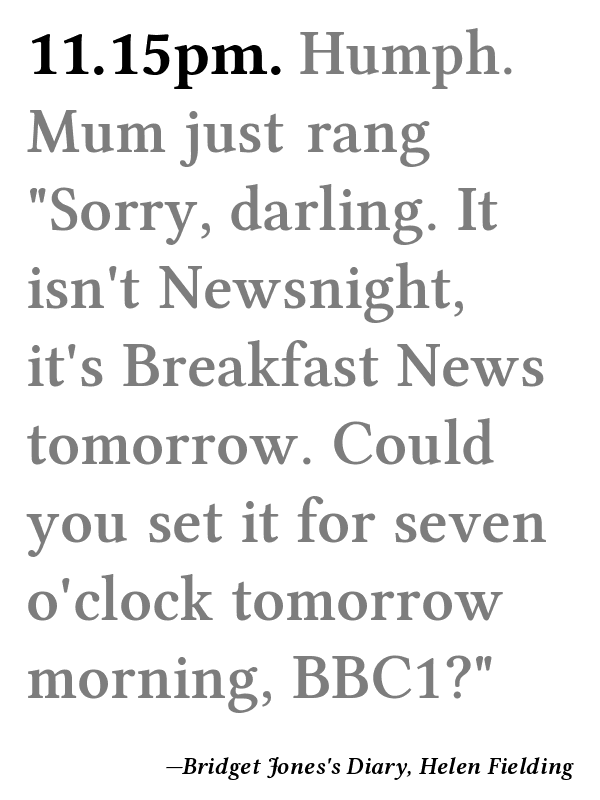 11.15pm. Humph.
Mum just rang
"Sorry, darling. It
isn't Newsnight,
it's Breakfast News
tomorrow. Could
you set it for seven
o'clock tomorrow
morning, BBC1?"
—Bridget Jones's Diary, Helen Fielding